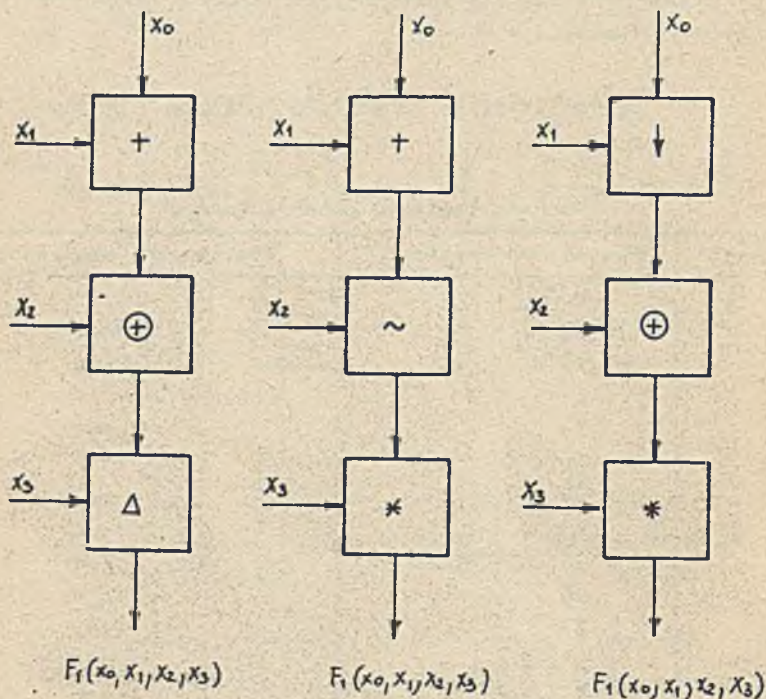 x₀ x₀ x₀
x₁ + x₁ + x₁ ↓
x₂ ⊕ x₂ ~ x₂ ⊕
x₃ Δ x₃ * x₃ *
F₁(x₀, x₁, x₂, x₃) F₁(x₀, x₁, x₂, x₃) F₁(x₀, x₁, x₂, x₃)